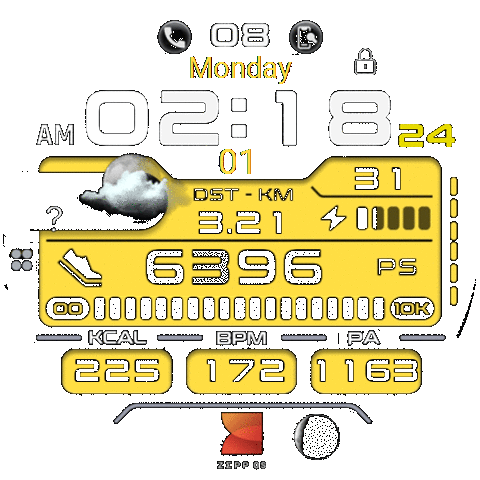 08
Monday
AM 02:18 24
01
31
DST - KM
3.21
?
6396 PS
00 10K
KCAL BPM PA
225 172 1163
ZIPP 08